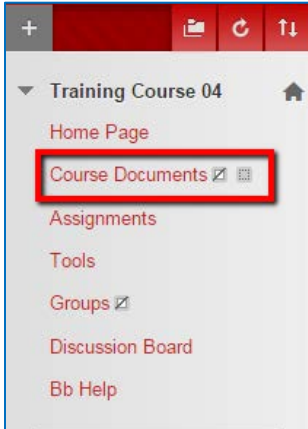 Training Course 04
Home Page
Course Documents
Assignments
Tools
Groups
Discussion Board
Bb Help